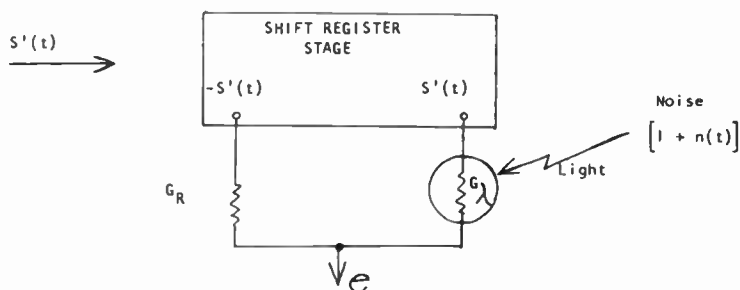 S'(t)
SHIFT REGISTER
STAGE
-S'(t)
S'(t)
Noise
[1 + n(t)]
Light
G_R
G_λ
e